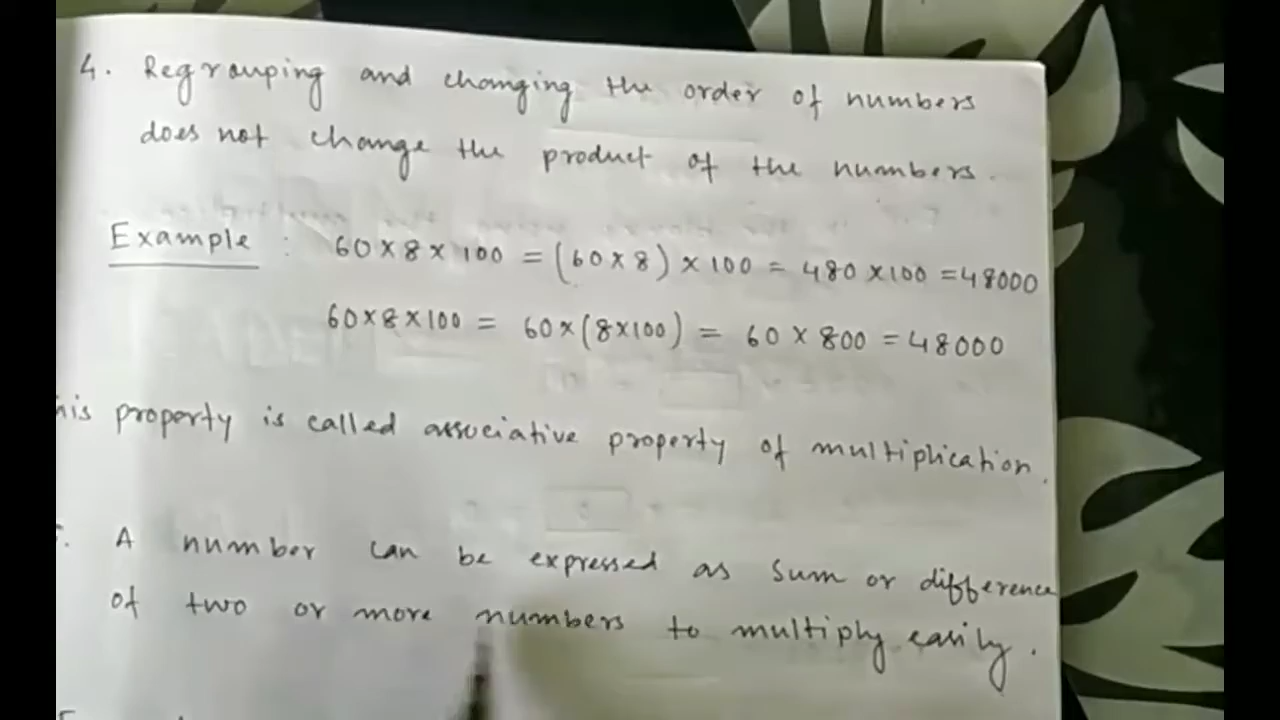 4. Regrouping and changing the order of numbers
does not change the product of the numbers.
Example : 60 × 8 × 100 = (60 × 8) × 100 = 480 × 100 = 48000
60 × 8 × 100 = 60 × (8 × 100) = 60 × 800 = 48000
his property is called associative property of multiplication.
. A number can be expressed as sum or difference
of two or more numbers to multiply easily.